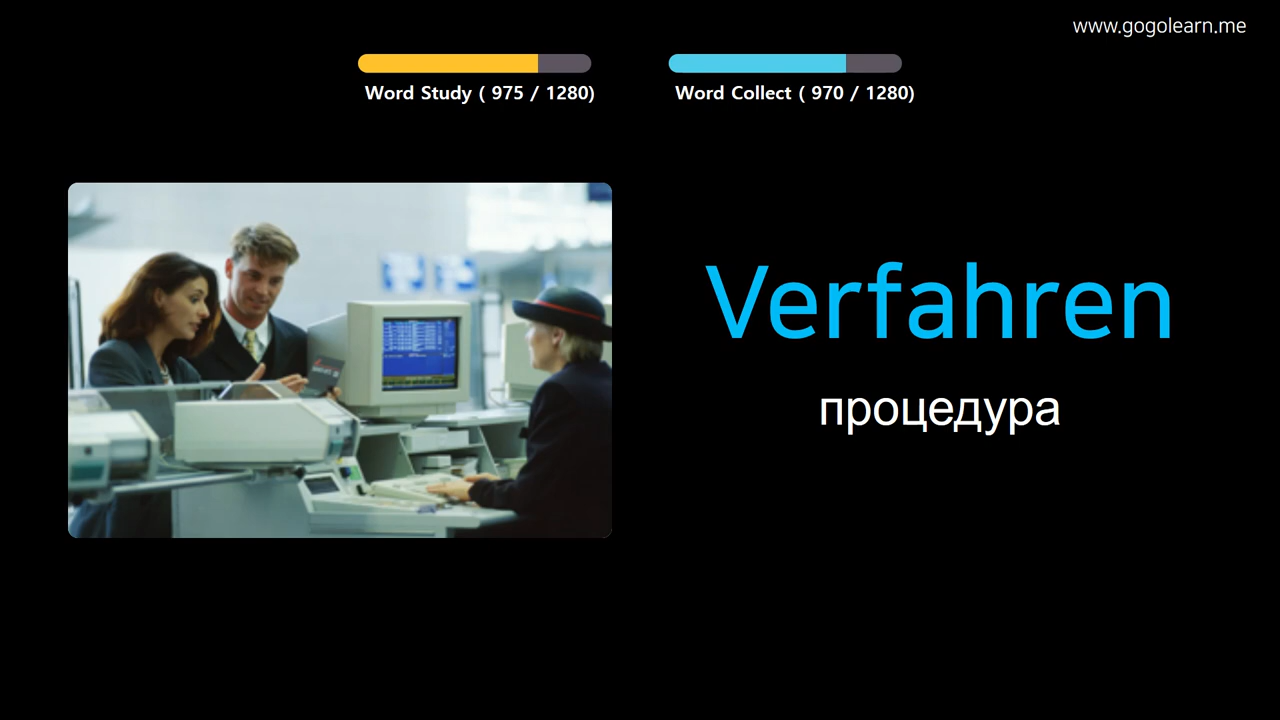 www.gogolearn.me
Word Study ( 975 / 1280)
Word Collect ( 970 / 1280)
Verfahren
процедура